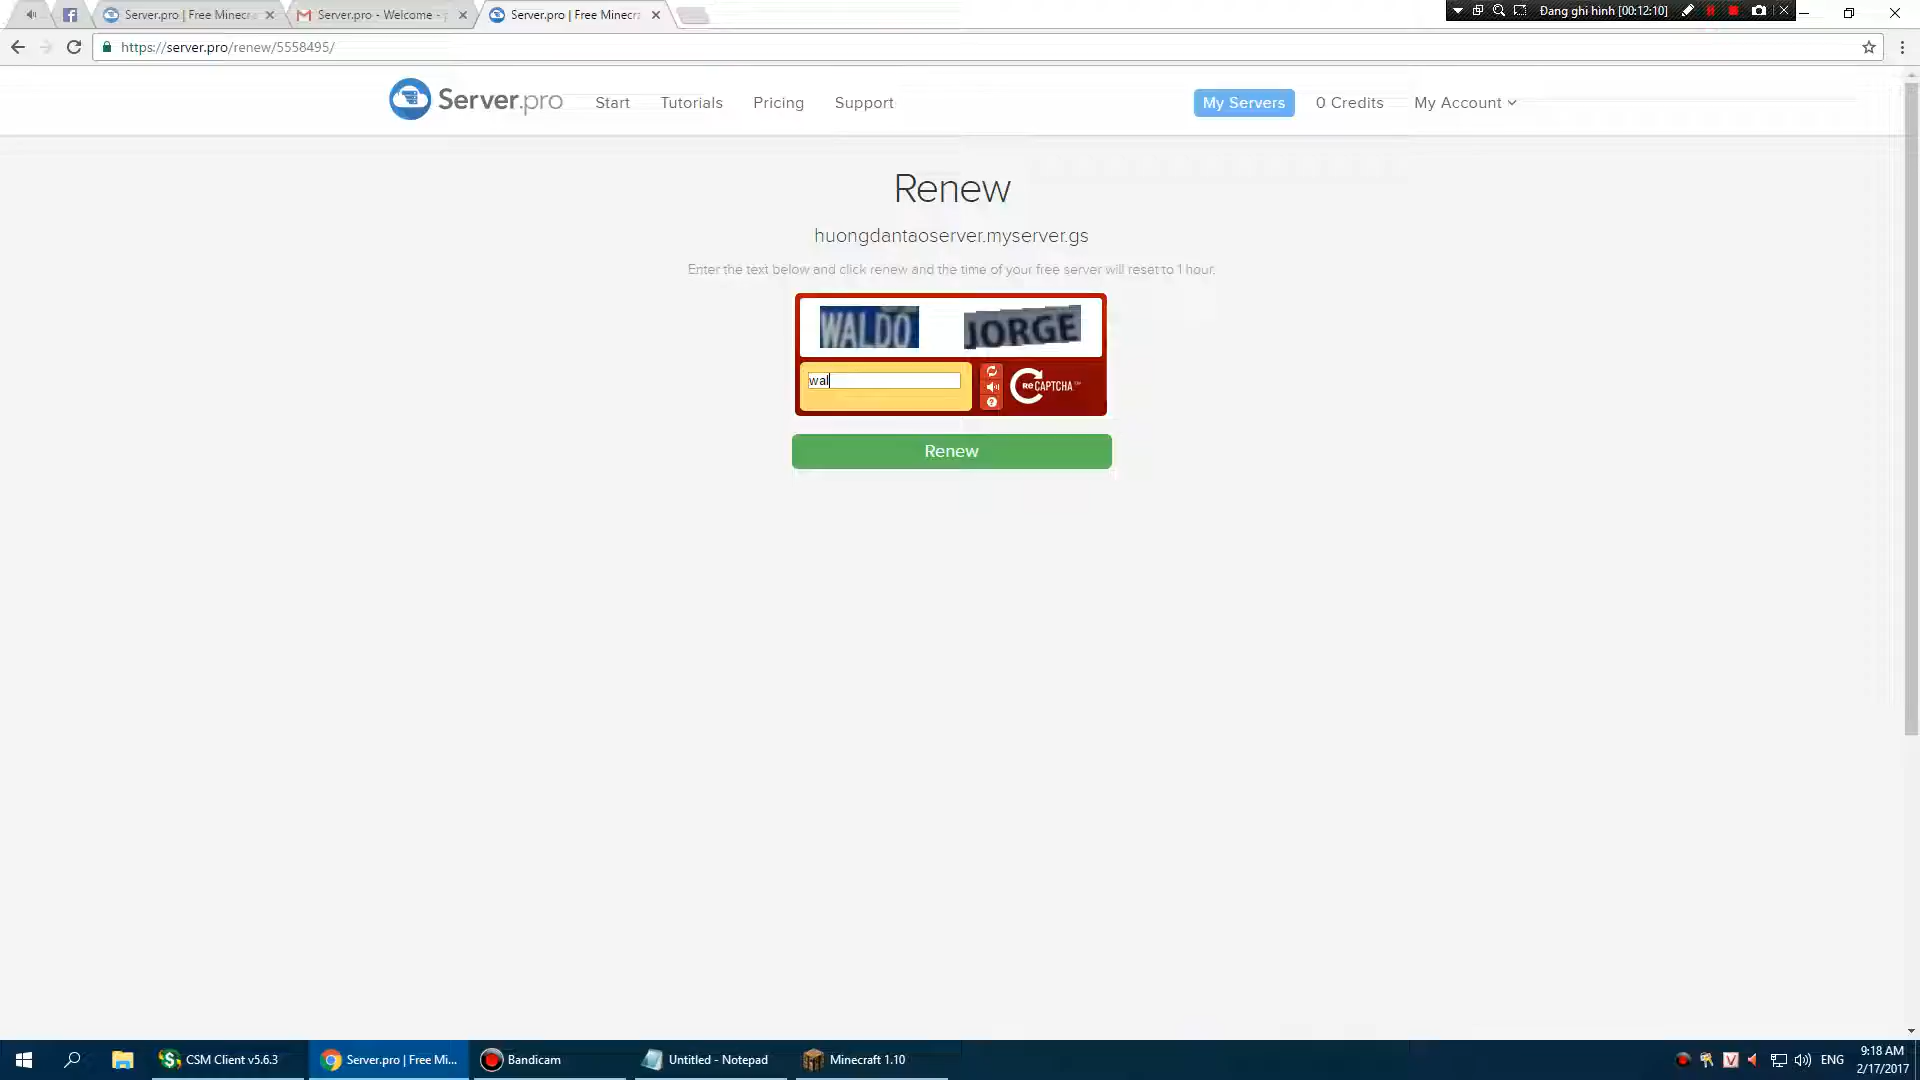 Server.pro | Free Minecra
Server.pro - Welcome -
Server.pro | Free Minecra
Đang ghi hình [00:12:10]
https://server.pro/renew/5558495/
Server.pro
Start
Tutorials
Pricing
Support
My Servers
0 Credits
My Account
Renew
huongdantaoserver.myserver.gs
Enter the text below and click renew and the time of your free server will reset to 1 hour.
WALDO JORGE
wal
reCAPTCHA™
Renew
CSM Client v5.6.3
Server.pro | Free Mi...
Bandicam
Untitled - Notepad
Minecraft 1.10
ENG
9:18 AM
2/17/2017